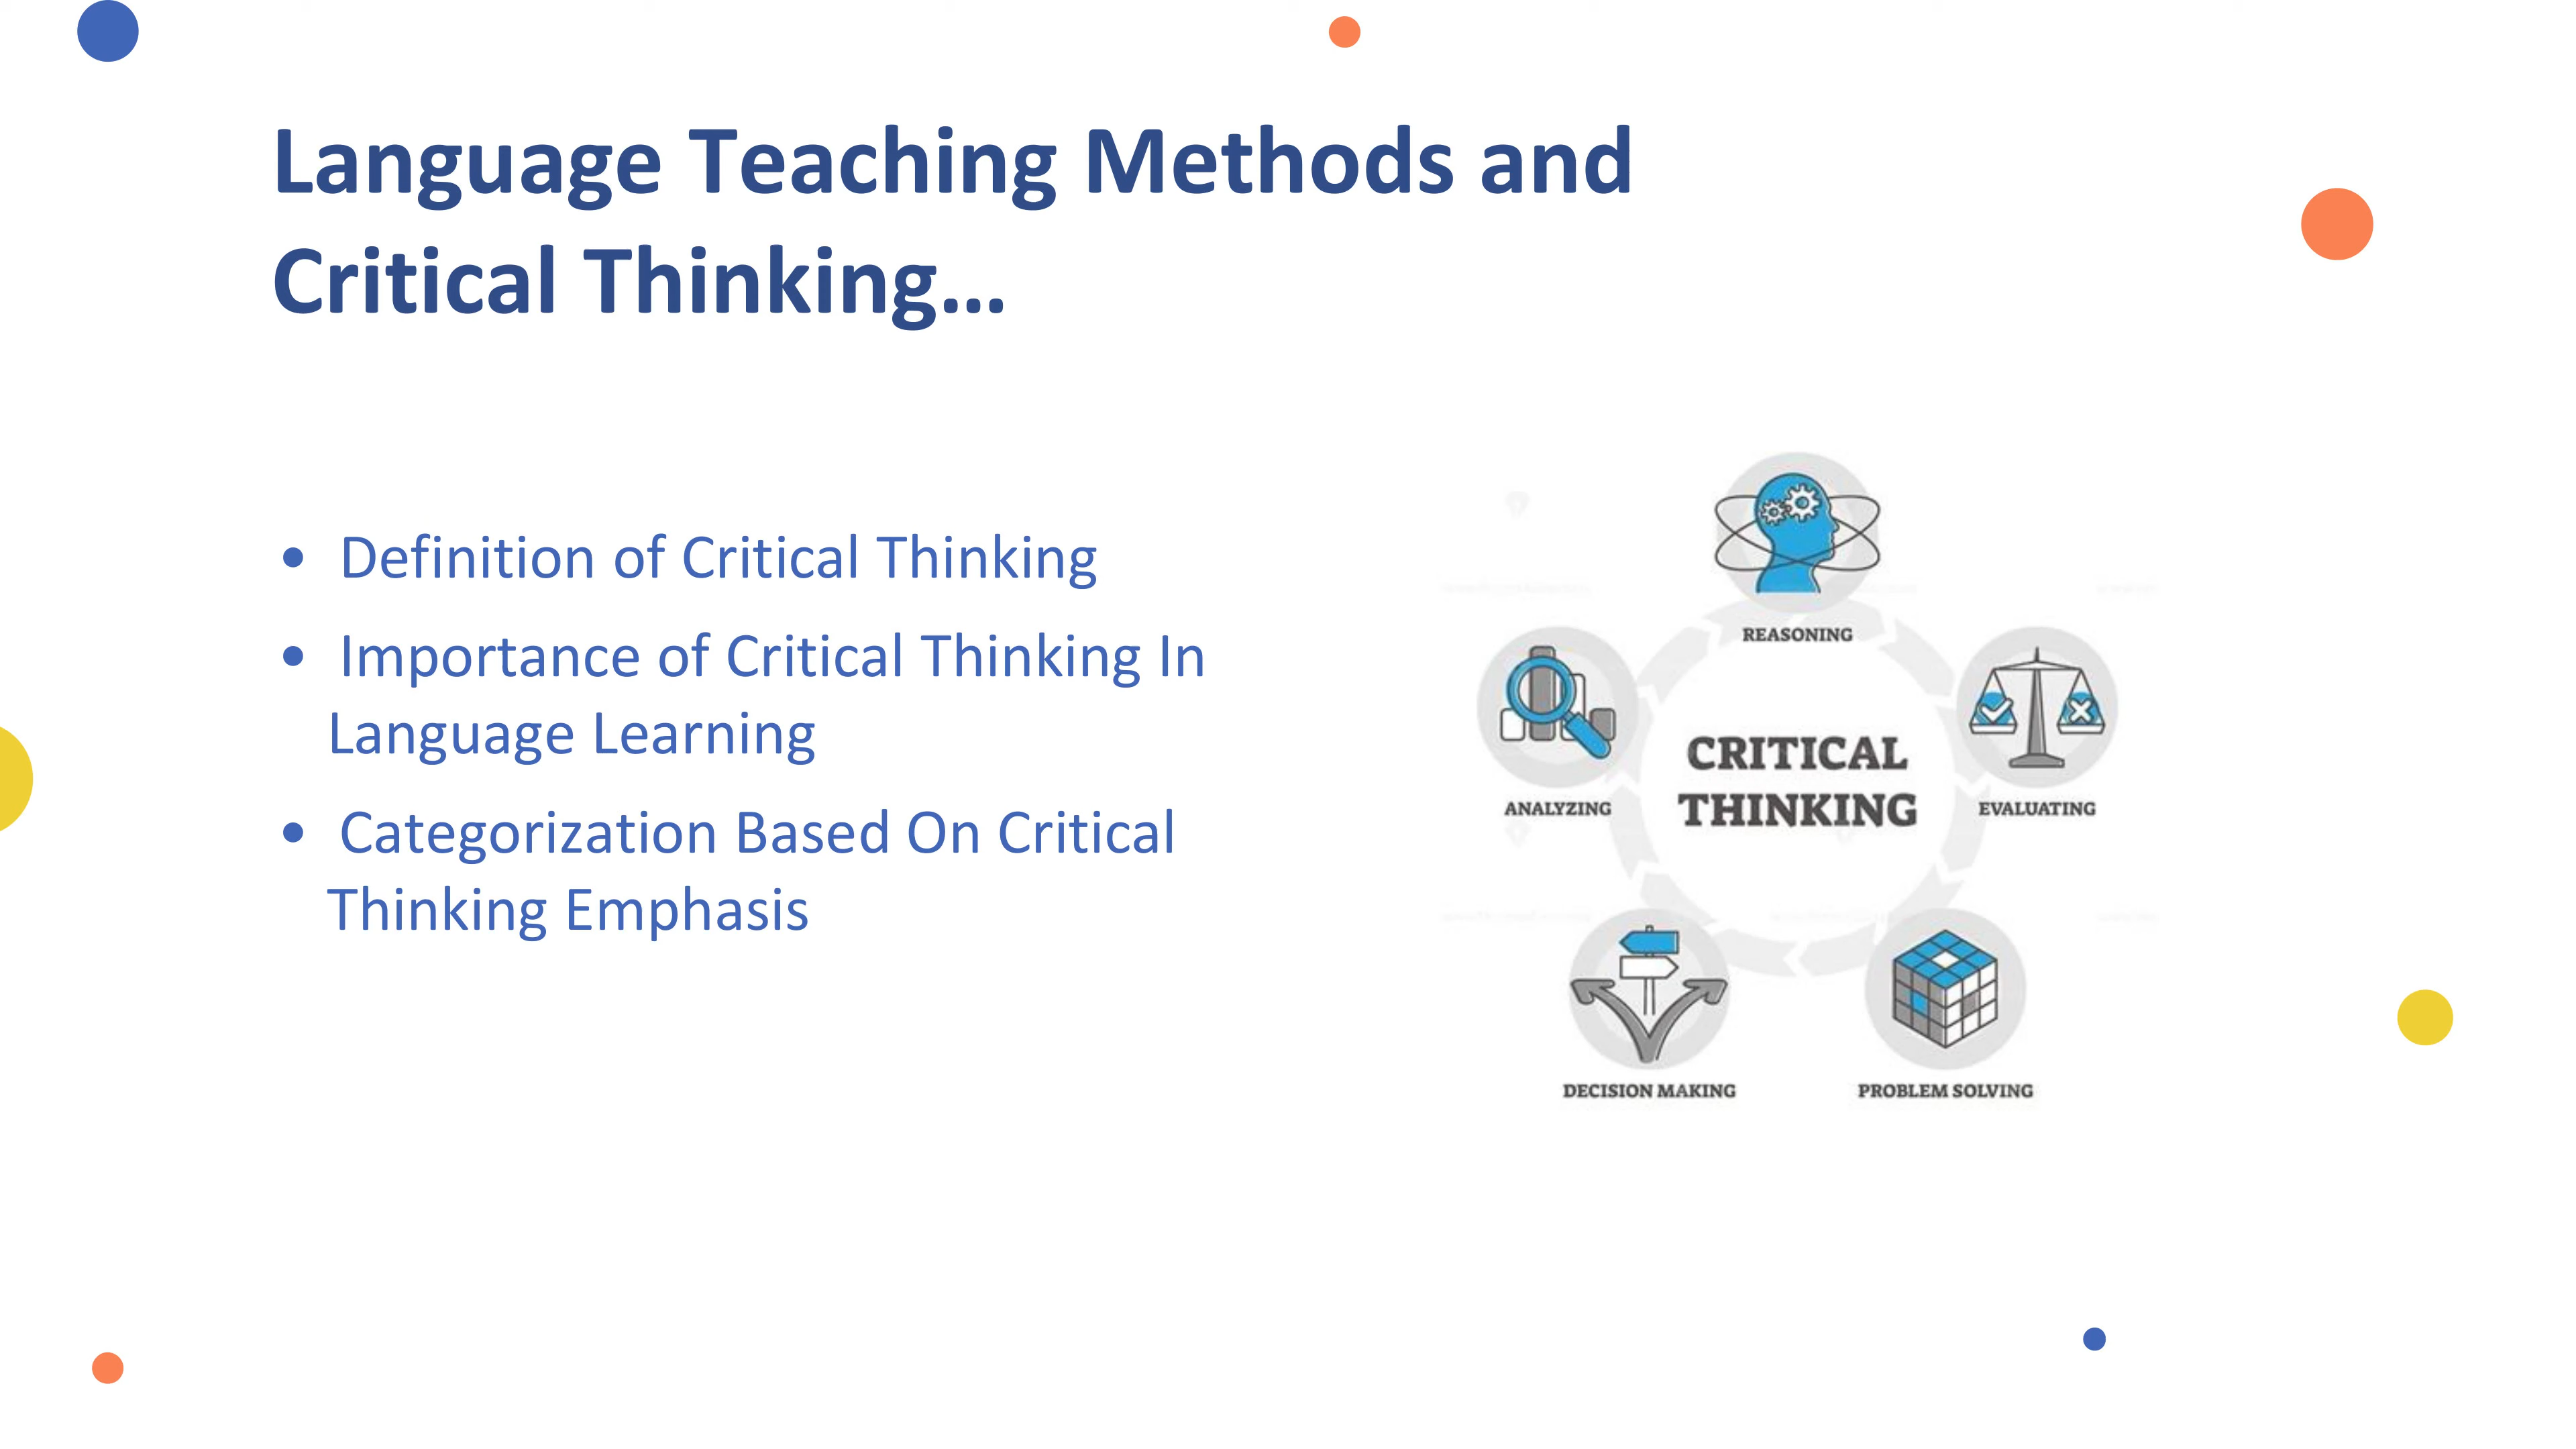 Language Teaching Methods and
Critical Thinking...
• Definition of Critical Thinking
• Importance of Critical Thinking In
Language Learning
• Categorization Based On Critical
Thinking Emphasis
REASONING
ANALYZING
EVALUATING
CRITICAL
THINKING
DECISION MAKING
PROBLEM SOLVING